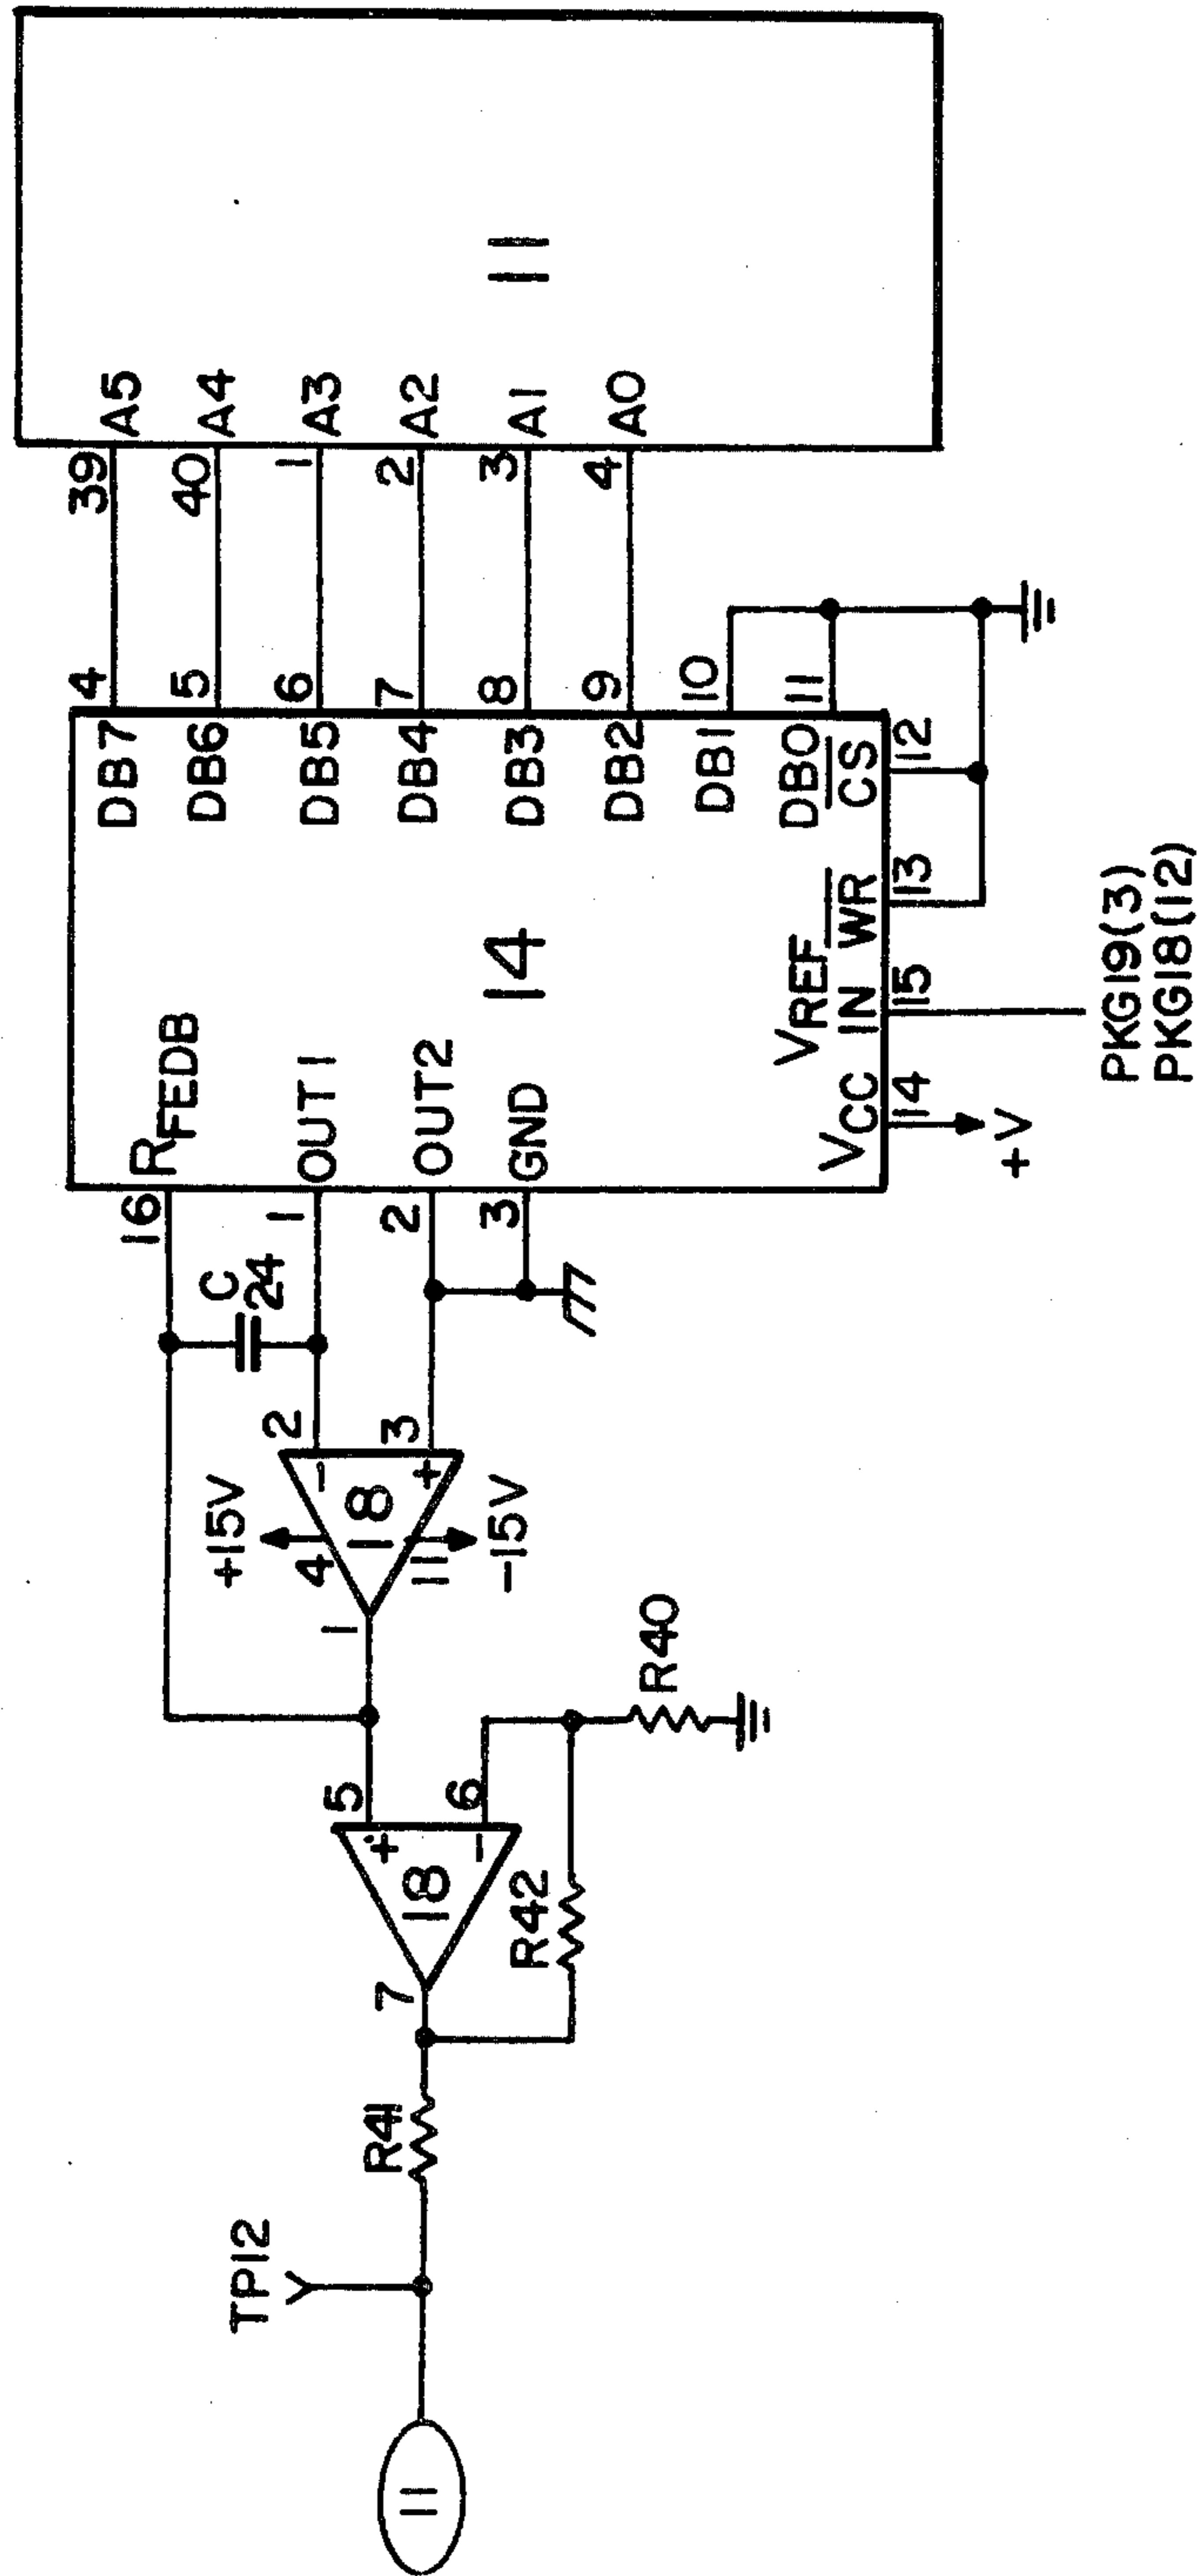 11
A5
A4
A3
A2
A1
A0
39
40
1
2
3
4
4
5
6
7
8
9
10
11
DB7
DB6
DB5
DB4
DB3
DB2
DB1
DB0
14
CS 12
WR 13
VREF IN 15
VCC 14
+V
PKG19(3)
PKG18(12)
RFEDB
OUT1
OUT2
GND
16
1
2
3
C 24
2
3
-
+
18
+15V
4
11
-15V
1
5
6
+
-
18
7
R40
R42
R41
TP12
11